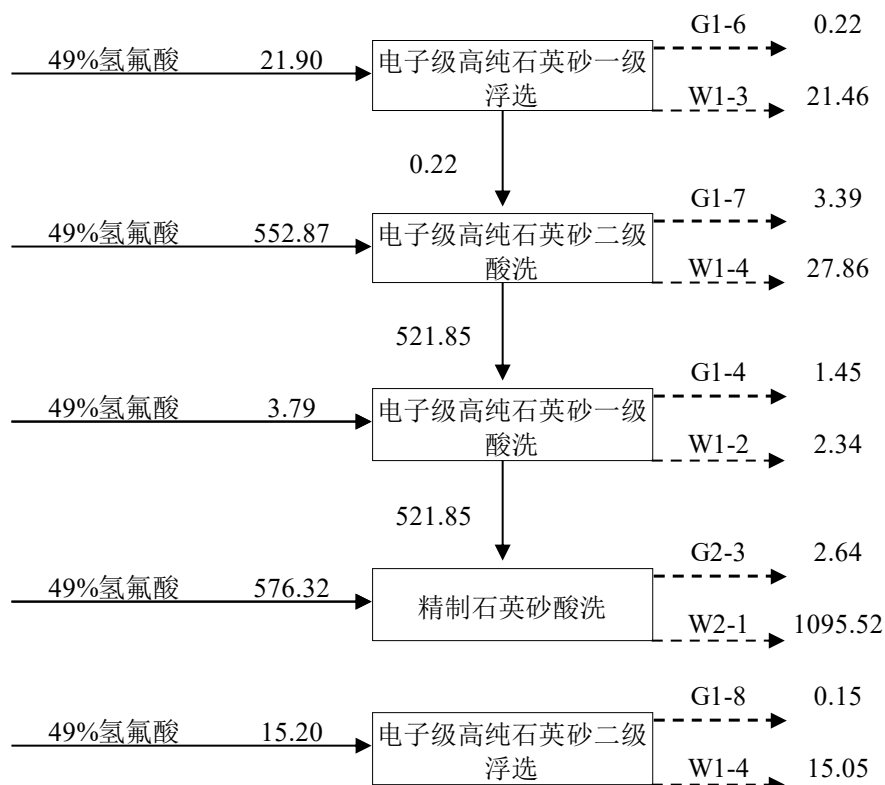 G1-6 0.22
49%氢氟酸 21.90 电子级高纯石英砂一级
浮选
W1-3 21.46
0.22
G1-7 3.39
49%氢氟酸 552.87 电子级高纯石英砂二级
酸洗
W1-4 27.86
521.85
G1-4 1.45
49%氢氟酸 3.79 电子级高纯石英砂一级
酸洗
W1-2 2.34
521.85
G2-3 2.64
49%氢氟酸 576.32 精制石英砂酸洗
W2-1 1095.52
G1-8 0.15
49%氢氟酸 15.20 电子级高纯石英砂二级
浮选
W1-4 15.05